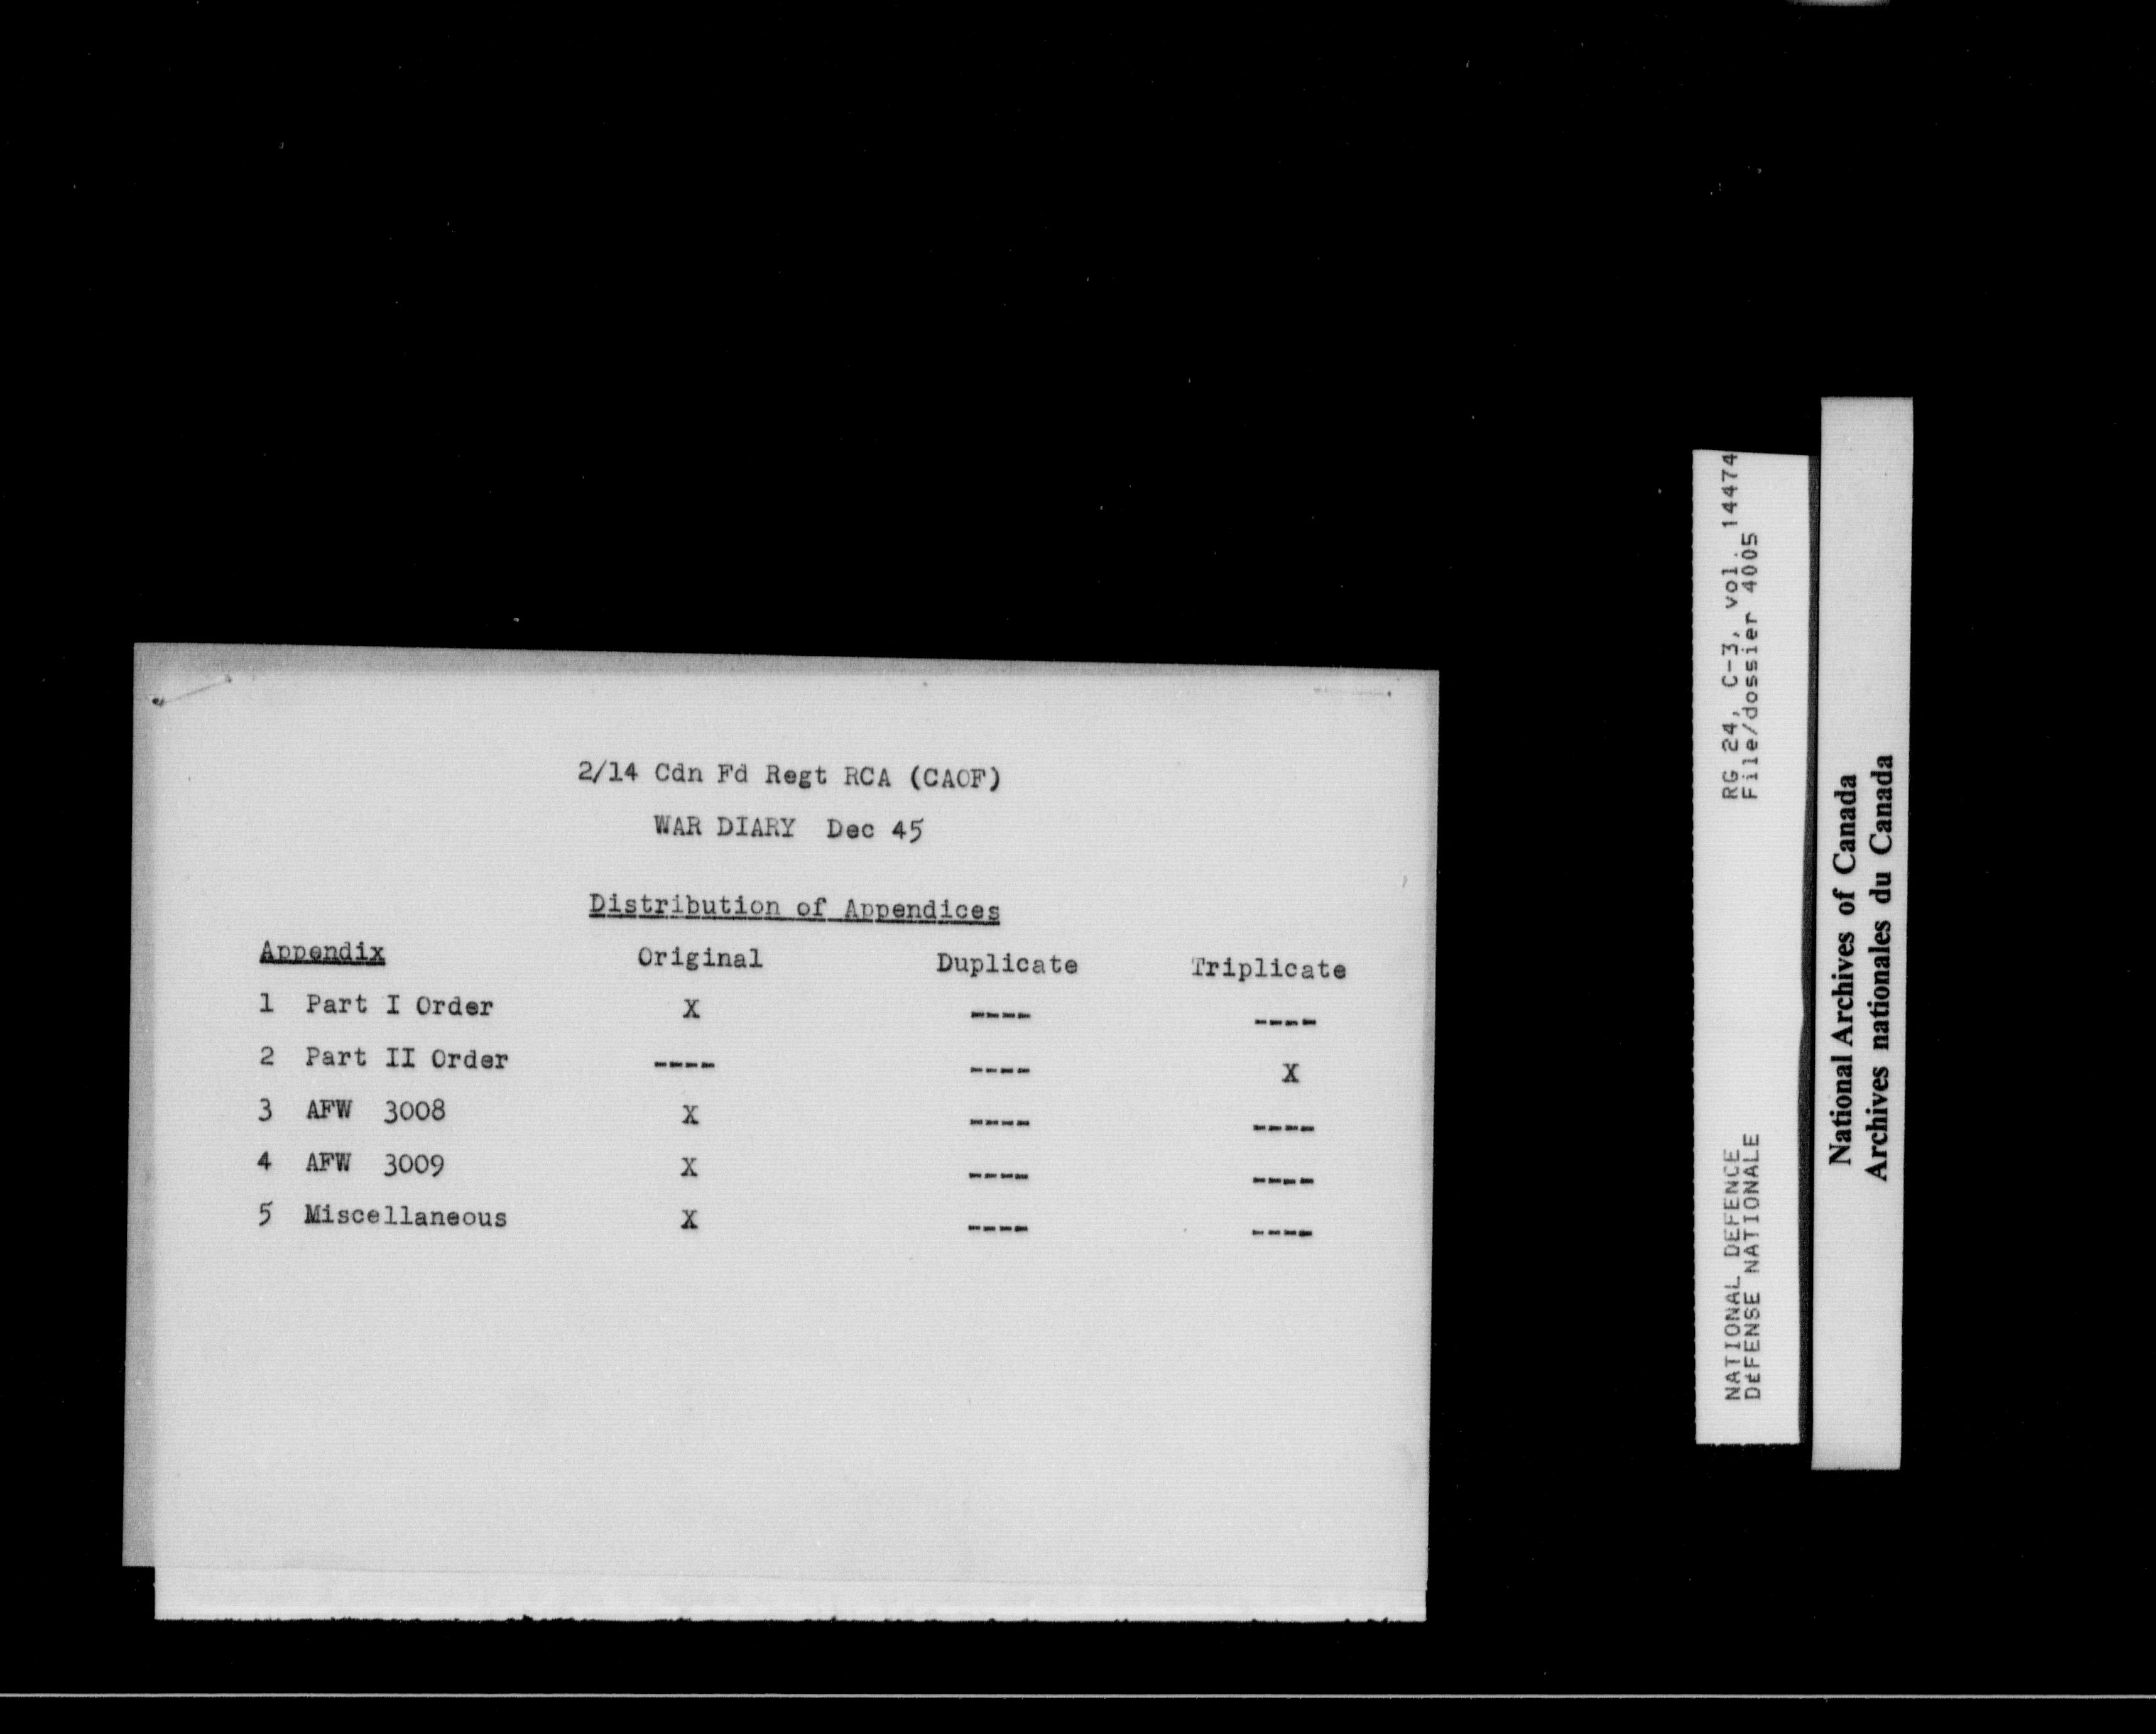 2/14 Cdn Fd Regt RCA (CAOF)
WAR DIARY Dec 45
Distribution of Appendices
Appendix Original Duplicate Triplicate
1 Part I Order X ---- ----
2 Part II Order ---- ---- X
3 AFW 3008 X ---- ----
4 AFW 3009 X ---- ----
5 Miscellaneous X ---- ----
NATIONAL DEFENCE RG 24, C-3, vol. 14474
DÉFENSE NATIONALE File/dossier 4005
National Archives of Canada
Archives nationales du Canada